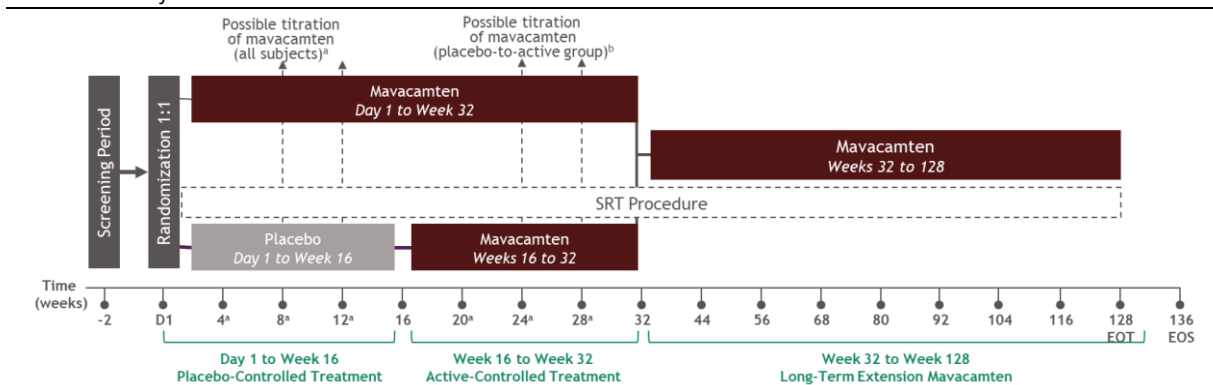 Possible titration
of mavacamten
(all subjects)ᵃ
Possible titration
of mavacamten
(placebo-to-active group)ᵇ
Screening Period
Randomization 1:1
Mavacamten
Day 1 to Week 32
Mavacamten
Weeks 32 to 128
SRT Procedure
Placebo
Day 1 to Week 16
Mavacamten
Weeks 16 to 32
Time
(weeks)
-2 D1 4ᵃ 8ᵃ 12ᵃ 16 20ᵃ 24ᵃ 28ᵃ 32 44 56 68 80 92 104 116 128 136
EOT EOS
Day 1 to Week 16
Placebo-Controlled Treatment
Week 16 to Week 32
Active-Controlled Treatment
Week 32 to Week 128
Long-Term Extension Mavacamten